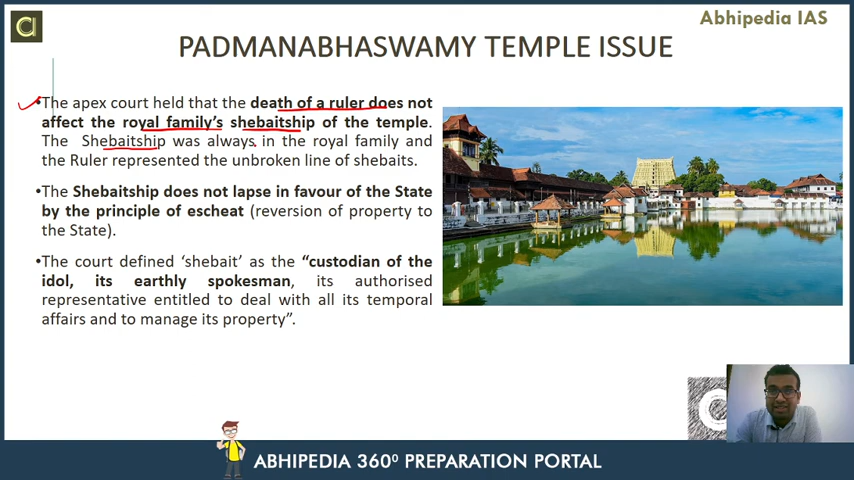 Abhipedia IAS
PADMANABHASWAMY TEMPLE ISSUE
•The apex court held that the death of a ruler does not
affect the royal family's shebaitship of the temple.
The Shebaitship was always in the royal family and
the Ruler represented the unbroken line of shebaits.
•The Shebaitship does not lapse in favour of the State
by the principle of escheat (reversion of property to
the State).
•The court defined 'shebait' as the "custodian of the
idol, its earthly spokesman, its authorised
representative entitled to deal with all its temporal
affairs and to manage its property".
ABHIPEDIA 360⁰ PREPARATION PORTAL